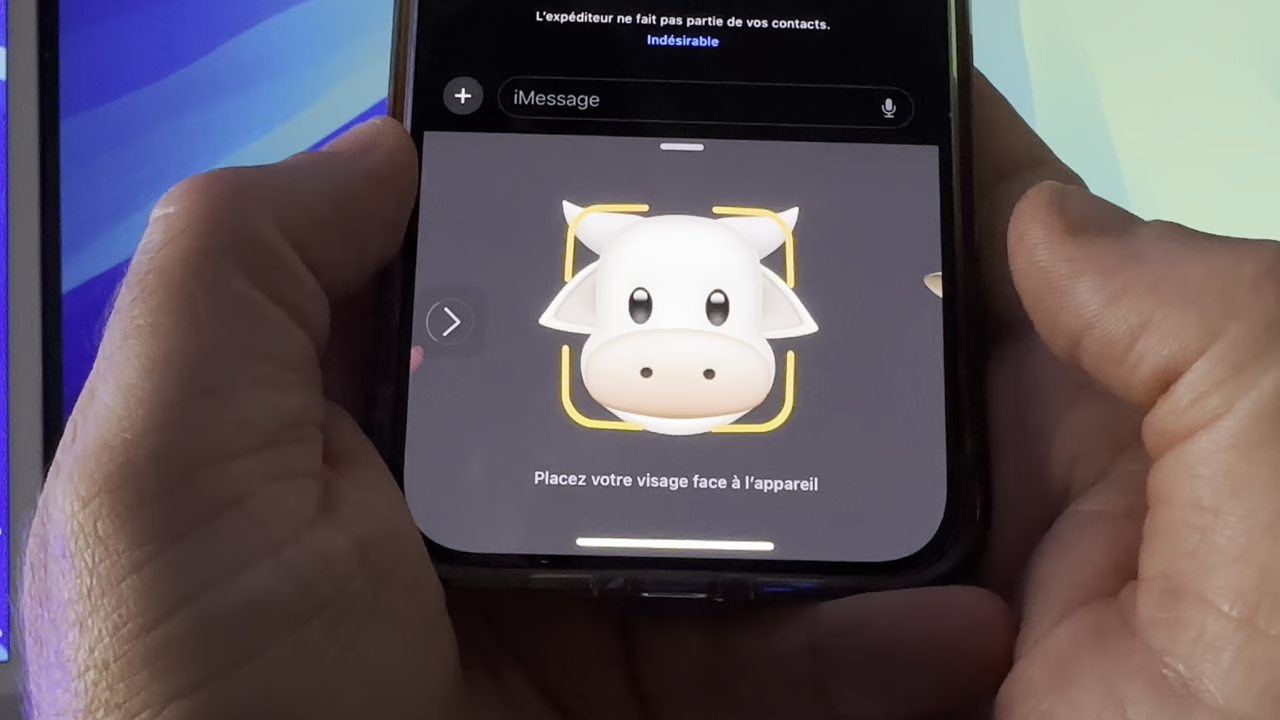 L'expéditeur ne fait pas partie de vos contacts.
Indésirable
iMessage
Placez votre visage face à l'appareil